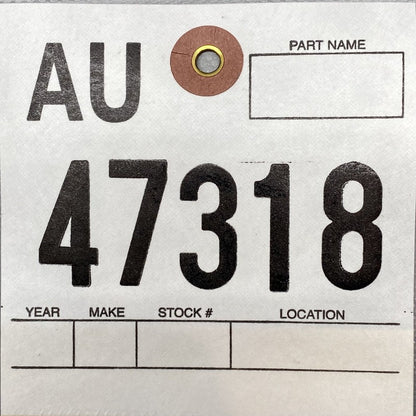 AU
PART NAME
47318
YEAR MAKE STOCK # LOCATION